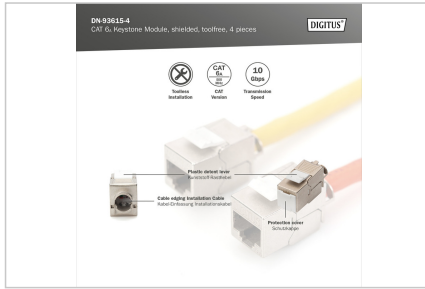 DN-93615-4
CAT 6A Keystone Module, shielded, toolfree, 4 pieces
DIGITUS®
CAT
6A
10
Gbps
Toolless
Installation
CAT
Version
Transmission
Speed
Plastic detent lever
Kunststoff-Rasthebel
Cable edging Installation Cable
Kabel-Einfassung Installationskabel
Protection cover
Schutzkappe